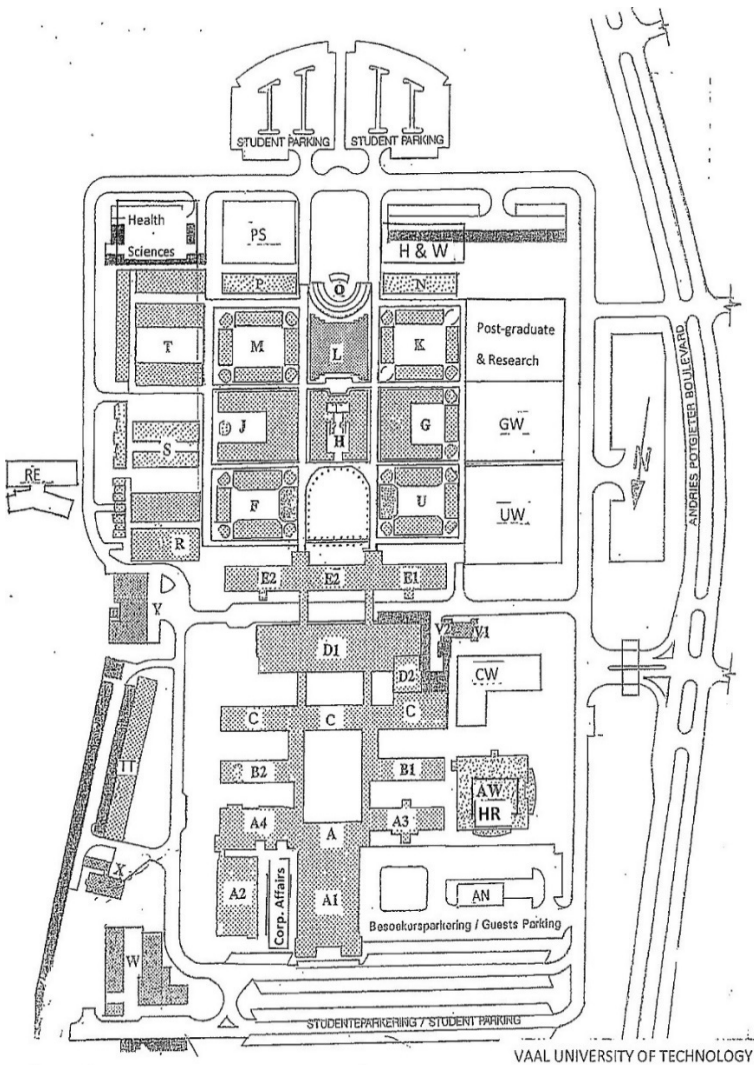 STUDENT PARKING
STUDENT PARKING
Health
Sciences
PS
H & W
P
Q
N
T
M
L
K
Post-graduate
& Research
ANDRIES POTGIETER BOULEVARD
J
H
G
GW
S
N
RE
F
U
UW
R
E2
E2
E1
Y
V2
V1
D1
D2
CW
C
C
C
TT
B2
B1
AW
HR
A4
A
A3
X
A2
Corp. Affairs
A1
AN
Besoekersparkering / Guests Parking
W
STUDENTEPARKERING / STUDENT PARKING
VAAL UNIVERSITY OF TECHNOLOGY